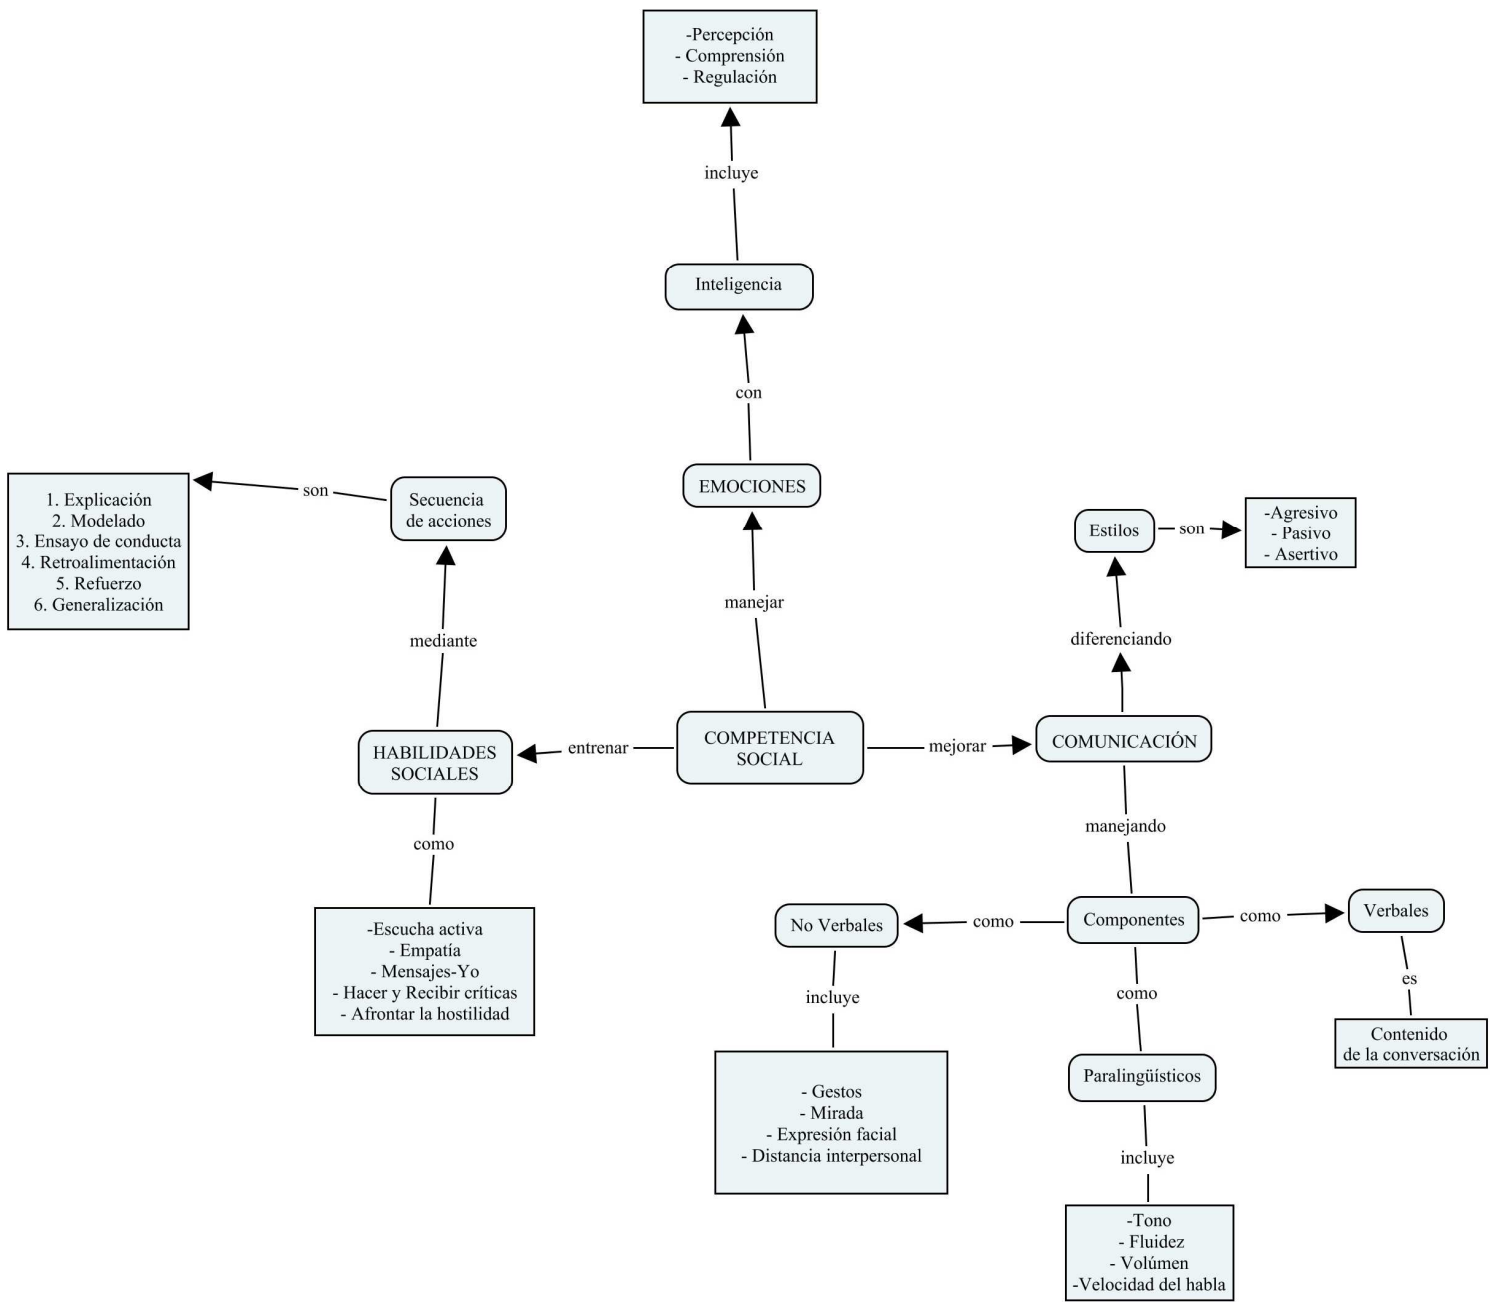 -Percepción
- Comprensión
- Regulación
incluye
Inteligencia
con
EMOCIONES
manejar
Secuencia
de acciones
son
1. Explicación
2. Modelado
3. Ensayo de conducta
4. Retroalimentación
5. Refuerzo
6. Generalización
mediante
HABILIDADES
SOCIALES
entrenar
COMPETENCIA
SOCIAL
mejorar
COMUNICACIÓN
diferenciando
Estilos
son
-Agresivo
- Pasivo
- Asertivo
como
-Escucha activa
- Empatía
- Mensajes-Yo
- Hacer y Recibir críticas
- Afrontar la hostilidad
manejando
Componentes
como
No Verbales
incluye
- Gestos
- Mirada
- Expresión facial
- Distancia interpersonal
como
Paralingüísticos
incluye
-Tono
- Fluidez
- Volúmen
-Velocidad del habla
como
Verbales
es
Contenido
de la conversación